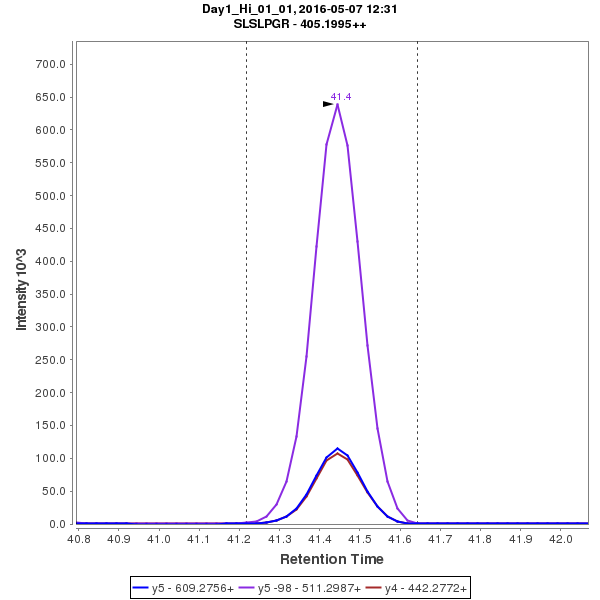 Day1_Hi_01_01, 2016-05-07 12:31
SLSLPGR - 405.1995++
41.4
700.0
650.0
600.0
550.0
500.0
450.0
400.0
350.0
300.0
250.0
200.0
150.0
100.0
50.0
0.0
Intensity 10^3
40.8 40.9 41.0 41.1 41.2 41.3 41.4 41.5 41.6 41.7 41.8 41.9 42.0
Retention Time
y5 - 609.2756+ y5 -98 - 511.2987+ y4 - 442.2772+